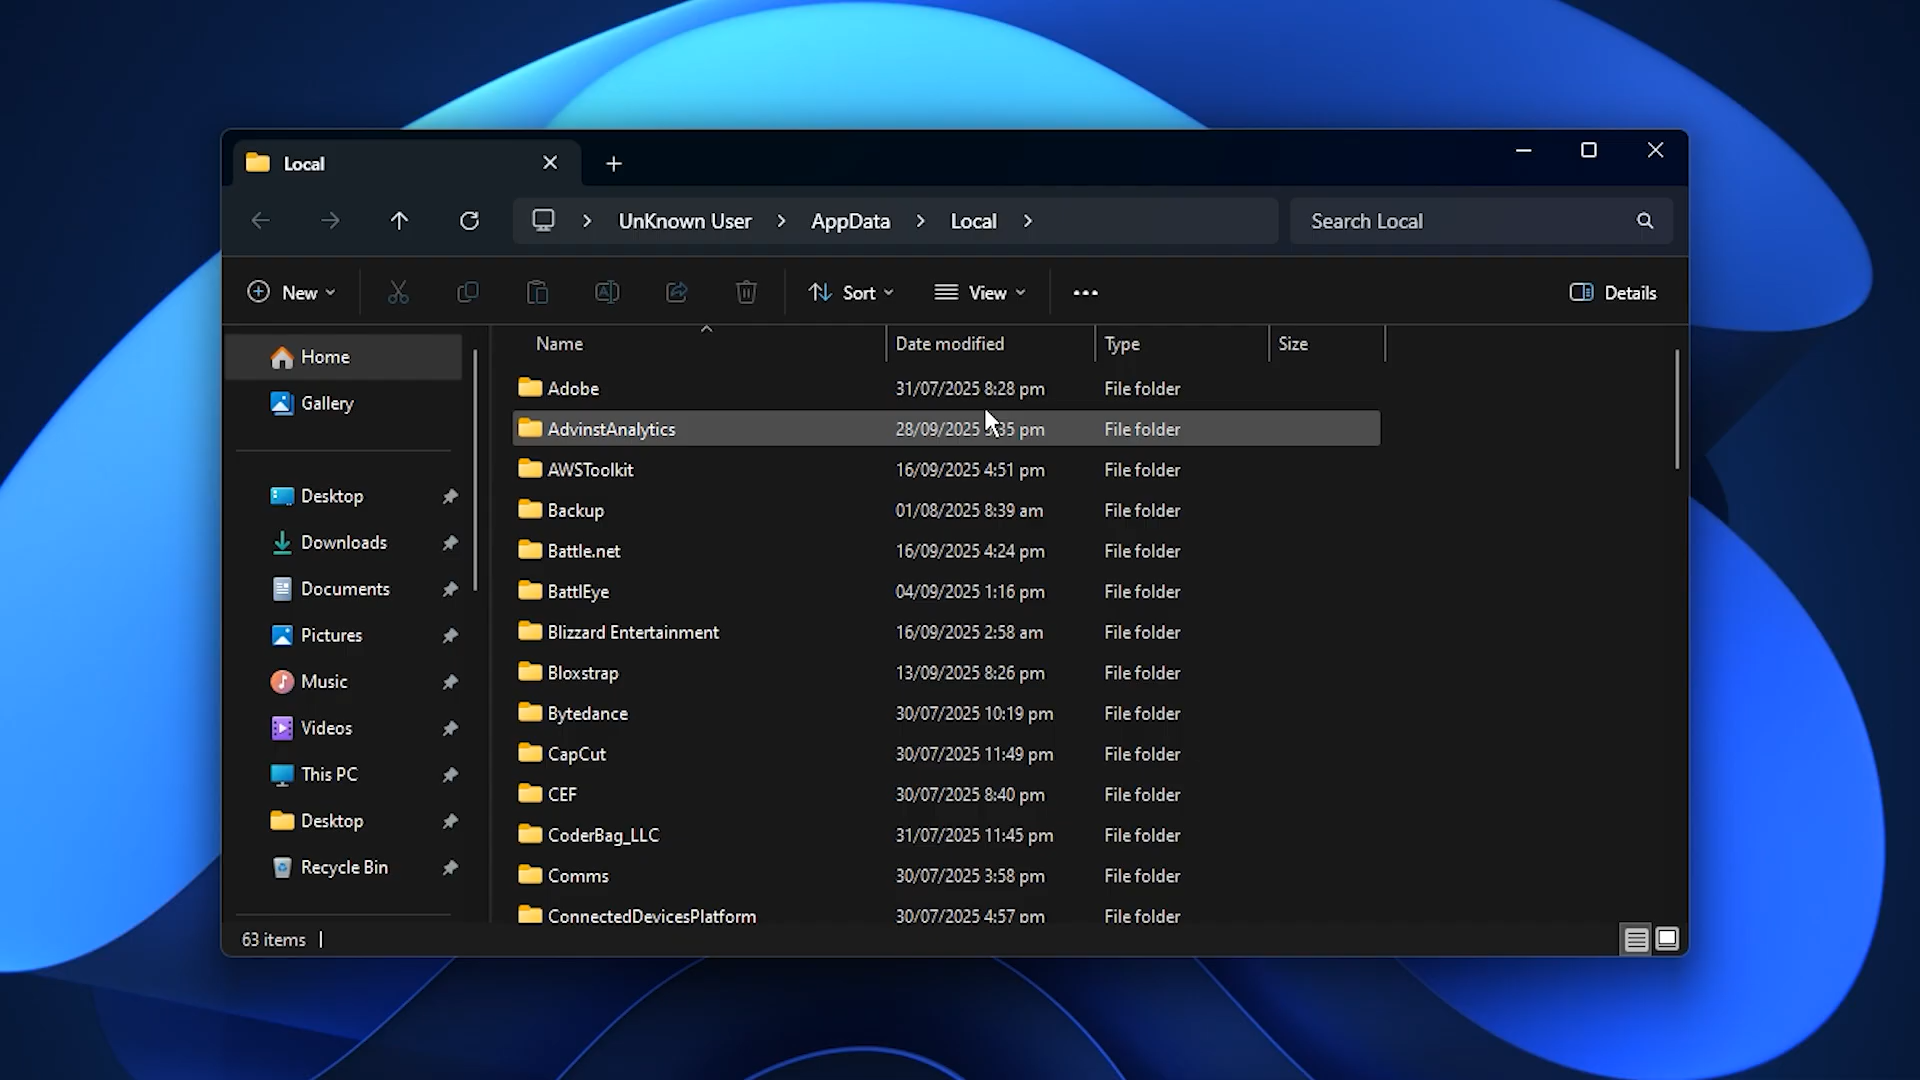 Local
UnKnown User AppData Local
Search Local
New Sort View Details
Name Date modified Type Size
Home
Gallery
Desktop
Downloads
Documents
Pictures
Music
Videos
This PC
Desktop
Recycle Bin
Adobe 31/07/2025 8:28 pm File folder
AdvinstAnalytics 28/09/2025 pm File folder
AWSToolkit 16/09/2025 4:51 pm File folder
Backup 01/08/2025 8:39 am File folder
Battle.net 16/09/2025 4:24 pm File folder
BattlEye 04/09/2025 1:16 pm File folder
Blizzard Entertainment 16/09/2025 2:58 am File folder
Bloxstrap 13/09/2025 8:26 pm File folder
Bytedance 30/07/2025 10:19 pm File folder
CapCut 30/07/2025 11:49 pm File folder
CEF 30/07/2025 8:40 pm File folder
CoderBag_LLC 31/07/2025 11:45 pm File folder
Comms 30/07/2025 3:58 pm File folder
ConnectedDevicesPlatform 30/07/2025 4:57 pm File folder
63 items